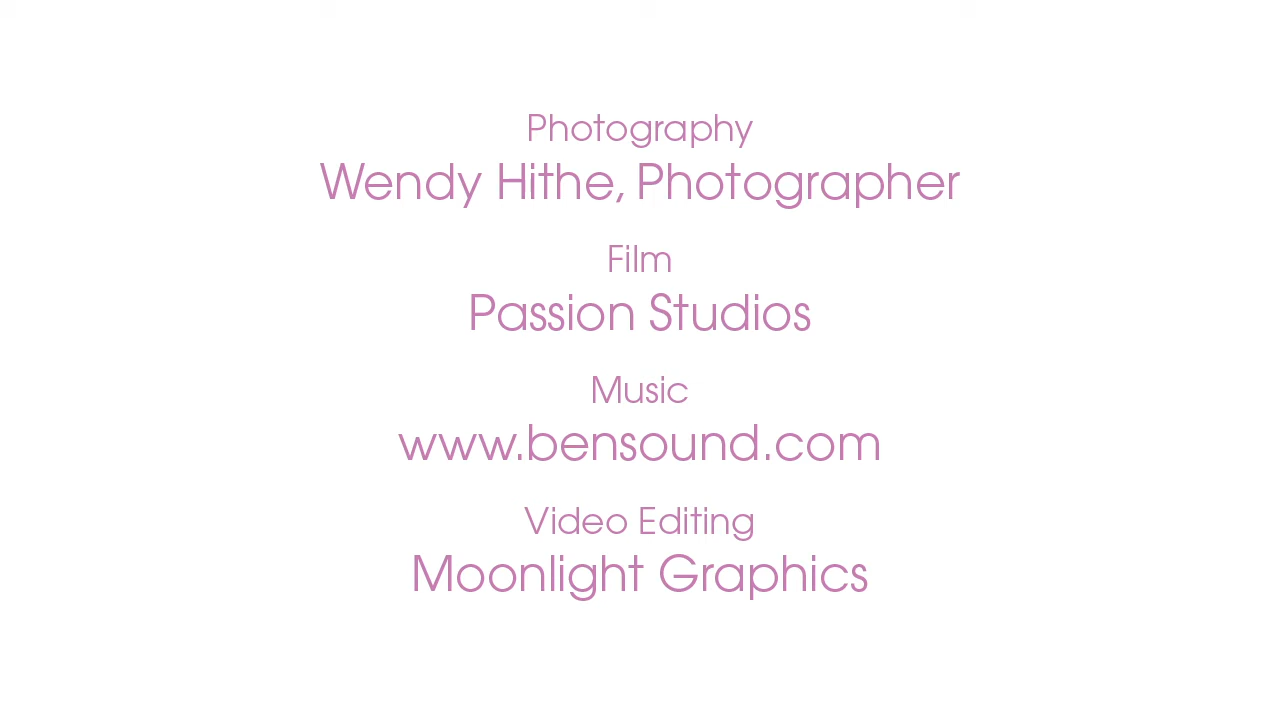 Photography
Wendy Hithe, Photographer
Film
Passion Studios
Music
www.bensound.com
Video Editing
Moonlight Graphics